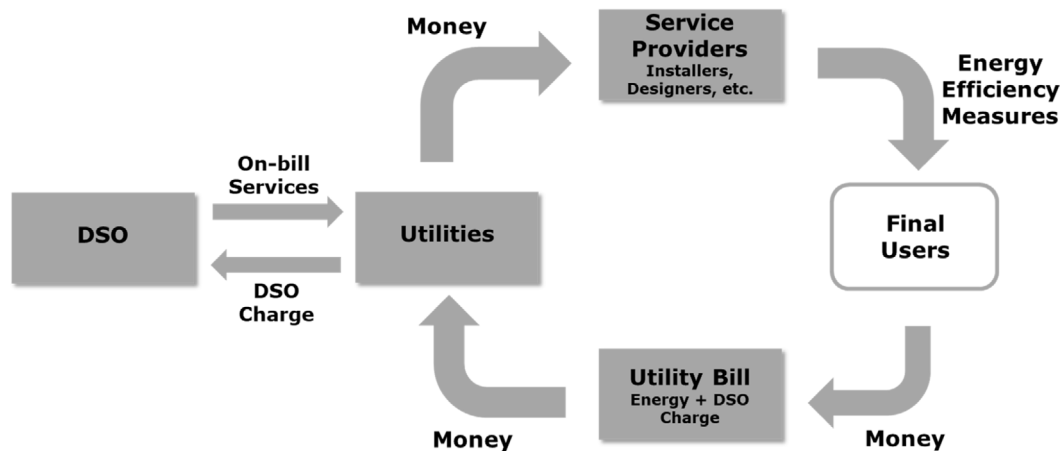 Money
Service
Providers
Installers,
Designers, etc.
Energy
Efficiency
Measures
On-bill
Services
DSO
Utilities
Final
Users
DSO
Charge
Utility Bill
Energy + DSO
Charge
Money
Money